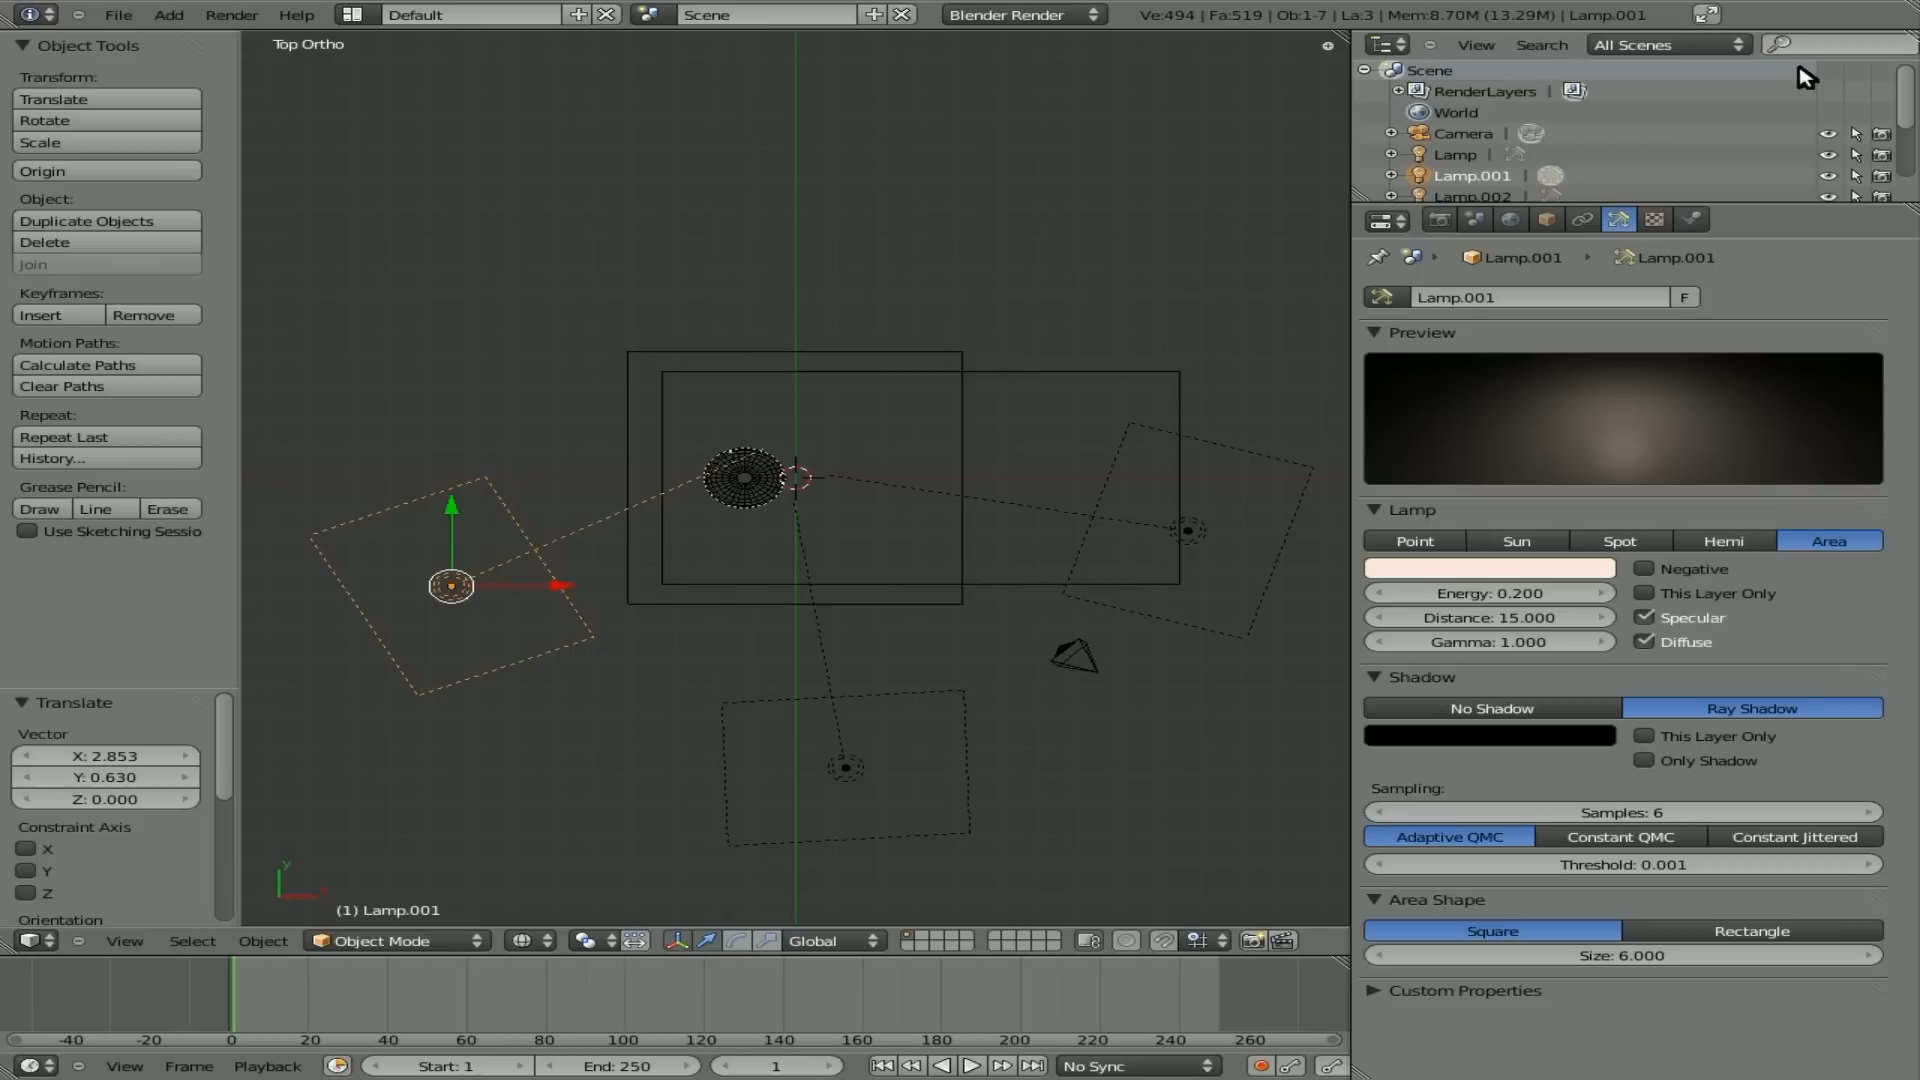 File Add Render Help Default Scene Blender Render Ve:494 | Fa:519 | Ob:1-7 | La:3 | Mem:8.70M (13.29M) | Lamp.001
Object Tools
Transform:
Translate
Rotate
Scale
Origin
Object:
Duplicate Objects
Delete
Join
Keyframes:
Insert Remove
Motion Paths:
Calculate Paths
Clear Paths
Repeat:
Repeat Last
History...
Grease Pencil:
Draw Line Erase
Use Sketching Sessio
Translate
Vector
X: 2.853
Y: 0.630
Z: 0.000
Constraint Axis
X
Y
Z
Orientation
Top Ortho
y
(1) Lamp.001
View Select Object Object Mode Global
-40 -20 0 20 40 60 80 100 120 140 160 180 200 220 240 260
View Frame Playback Start: 1 End: 250 1 No Sync
View Search All Scenes
Scene
RenderLayers |
World
Camera |
Lamp |
Lamp.001 |
Lamp.002
Lamp.001 Lamp.001
Lamp.001 F
Preview
Lamp
Point Sun Spot Hemi Area
Negative
Energy: 0.200 This Layer Only
Distance: 15.000 Specular
Gamma: 1.000 Diffuse
Shadow
No Shadow Ray Shadow
This Layer Only
Only Shadow
Sampling:
Samples: 6
Adaptive QMC Constant QMC Constant Jittered
Threshold: 0.001
Area Shape
Square Rectangle
Size: 6.000
Custom Properties